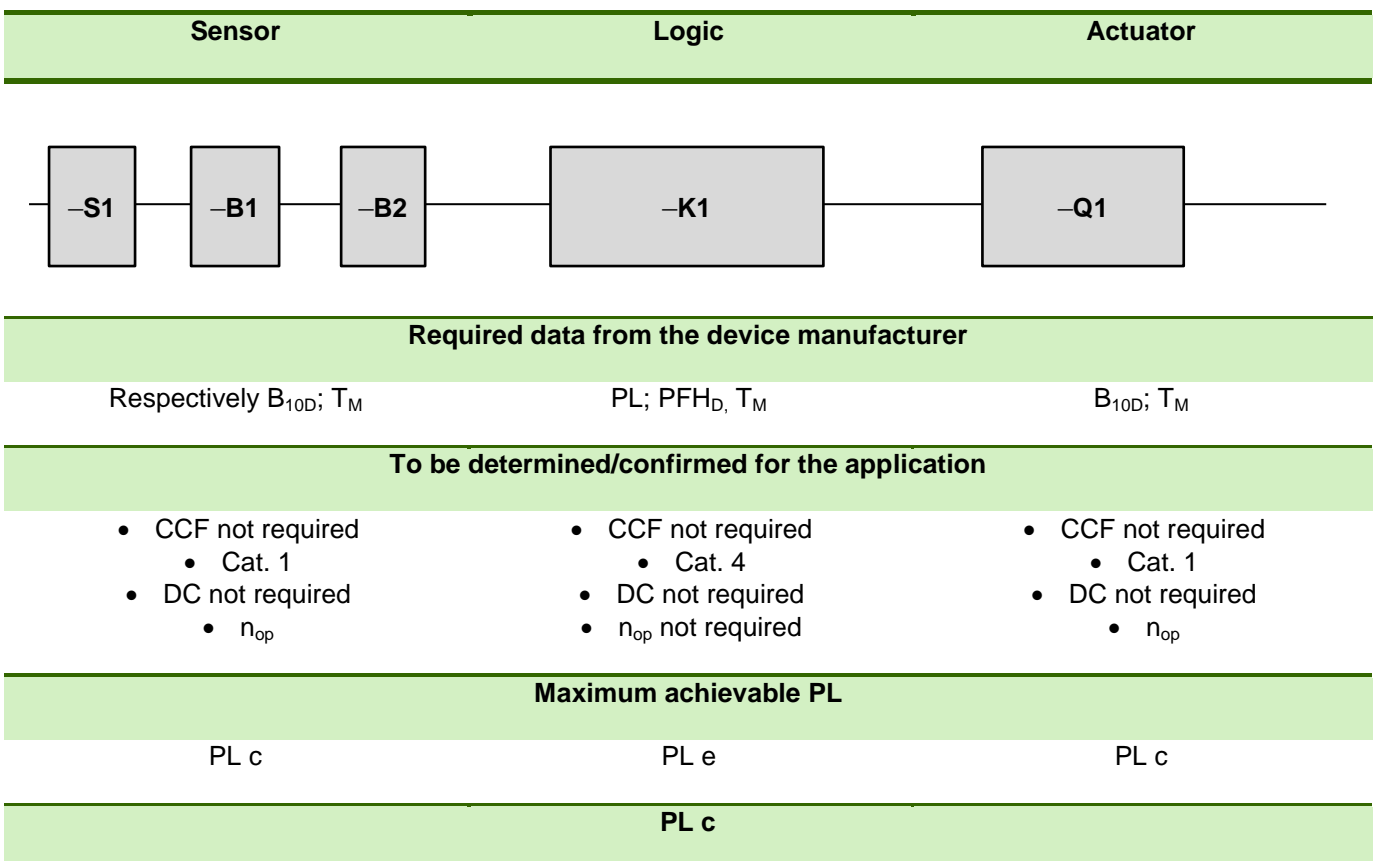 Sensor Logic Actuator
–S1 –B1 –B2 –K1 –Q1
Required data from the device manufacturer
Respectively B10D; TM PL; PFHD, TM B10D; TM
To be determined/confirmed for the application
• CCF not required • CCF not required • CCF not required
• Cat. 1 • Cat. 4 • Cat. 1
• DC not required • DC not required • DC not required
• nop • nop not required • nop
Maximum achievable PL
PL c PL e PL c
PL c